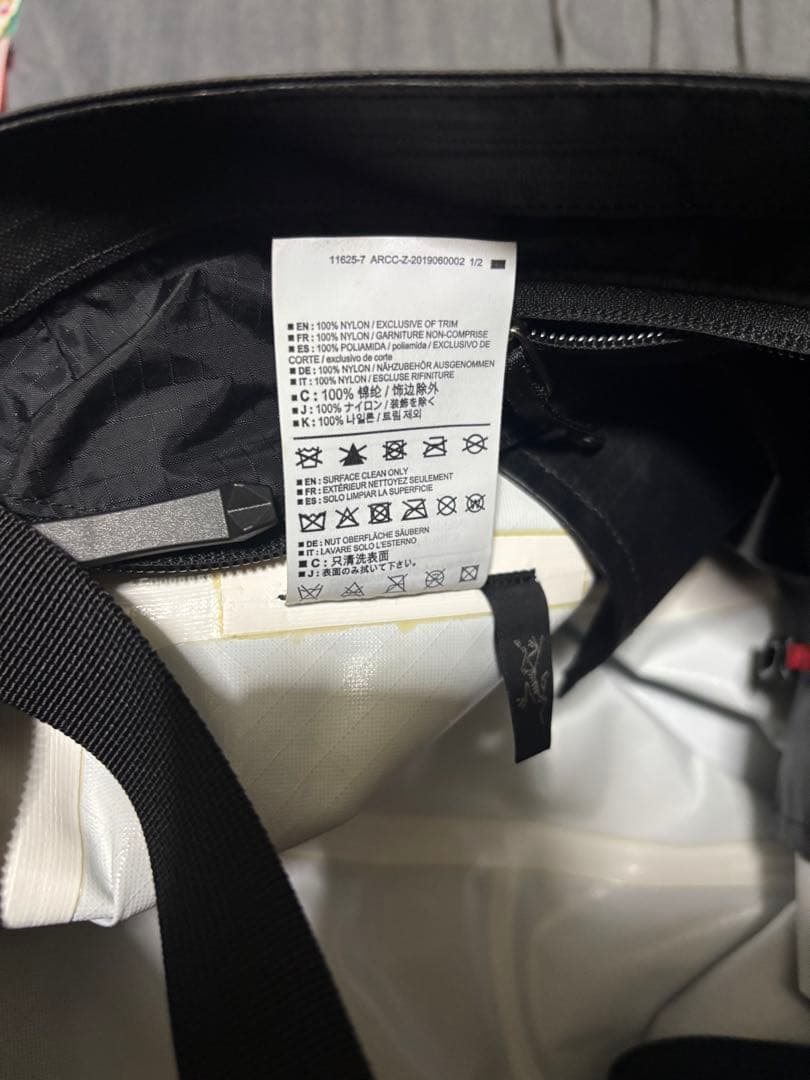 11625-7 ARCC-Z-2019060002 1/2
■ EN : 100% NYLON / EXCLUSIVE OF TRIM
■ FR : 100% NYLON / GARNITURE NON-COMPRISE
■ ES : 100% POLIAMIDA / poliamida / EXCLUSIVO DE
CORTE / exclusivo de corte
■ DE : 100% NYLON / NÄHZUBEHÖR AUSGENOMMEN
■ IT : 100% NYLON / ESCLUSE RIFINITURE
■ C : 100% 锦纶 / 饰边除外
■ J : 100% ナイロン / 装飾を除く
■ K : 100% 나일론 / 트림 제외
■ EN : SURFACE CLEAN ONLY
■ FR : EXTÉRIEUR NETTOYEZ SEULEMENT
■ ES : SOLO LIMPIAR LA SUPERFICIE
■ DE : NUT OBERFLÄCHE SÄUBERN
■ IT : LAVARE SOLO L'ESTERNO
■ C : 只清洗表面
■ J : 表面のみ拭いて下さい。